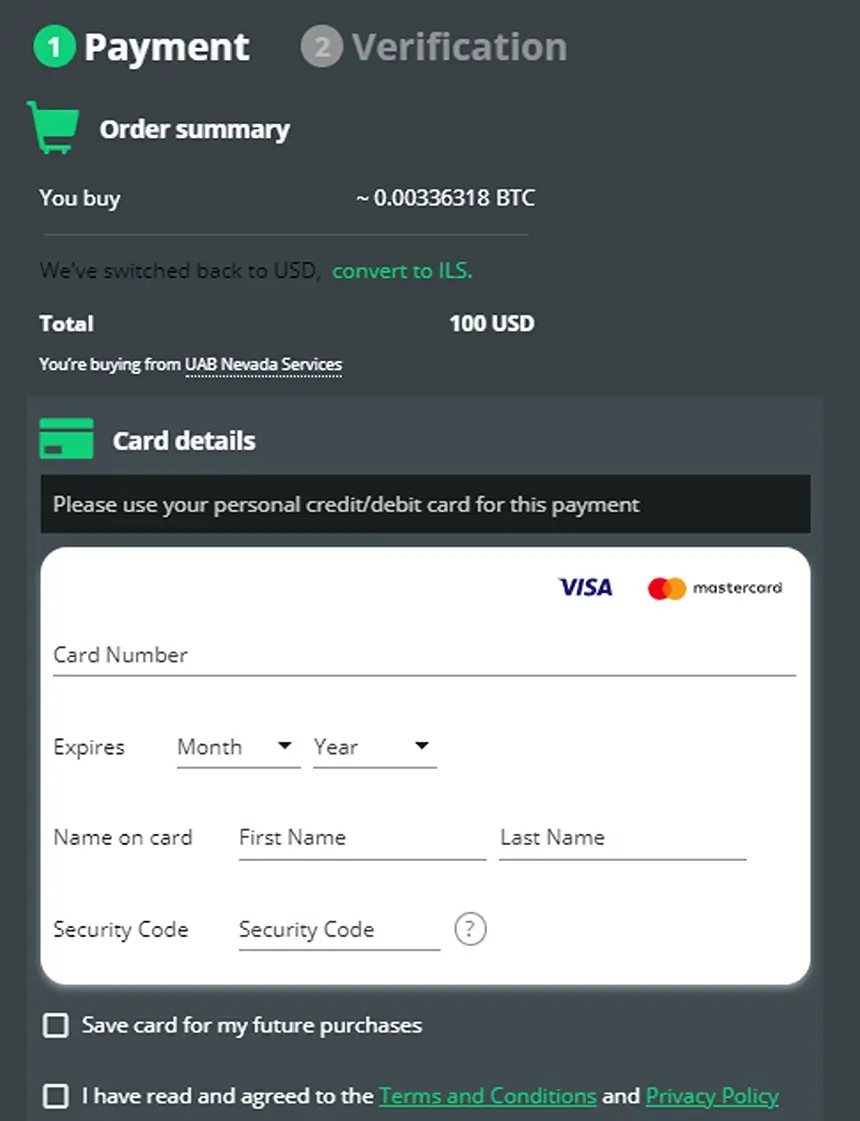 1 Payment 2 Verification
Order summary
You buy ~ 0.00336318 BTC
We've switched back to USD, convert to ILS.
Total 100 USD
You're buying from UAB Nevada Services
Card details
Please use your personal credit/debit card for this payment
VISA mastercard
Card Number
Expires Month Year
Name on card First Name Last Name
Security Code Security Code ?
Save card for my future purchases
I have read and agreed to the Terms and Conditions and Privacy Policy